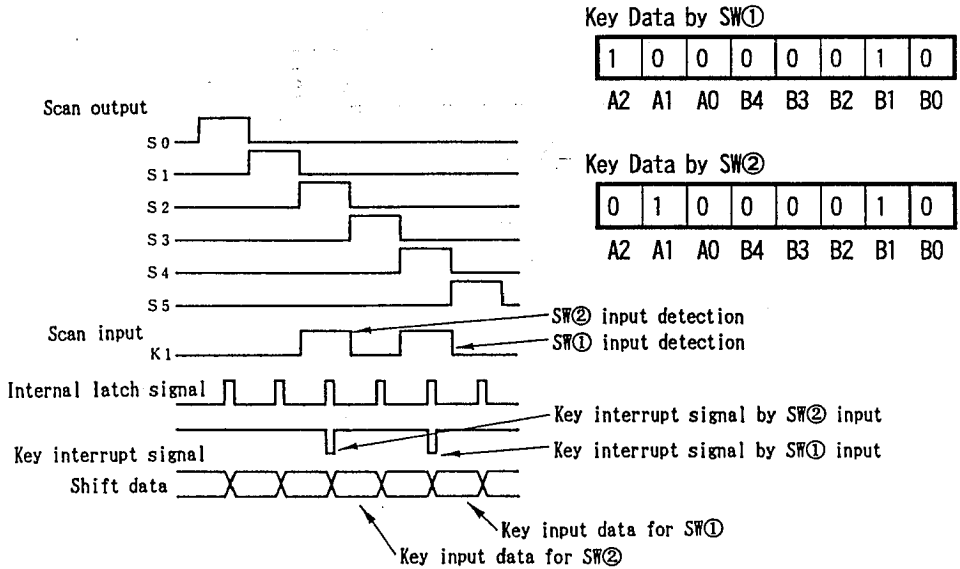 Key Data by SW①
1 0 0 0 0 0 1 0
A2 A1 A0 B4 B3 B2 B1 B0
Key Data by SW②
0 1 0 0 0 0 1 0
A2 A1 A0 B4 B3 B2 B1 B0
Scan output
S0
S1
S2
S3
S4
S5
Scan input
K1
SW② input detection
SW① input detection
Internal latch signal
Key interrupt signal by SW② input
Key interrupt signal by SW① input
Key interrupt signal
Shift data
Key input data for SW①
Key input data for SW②